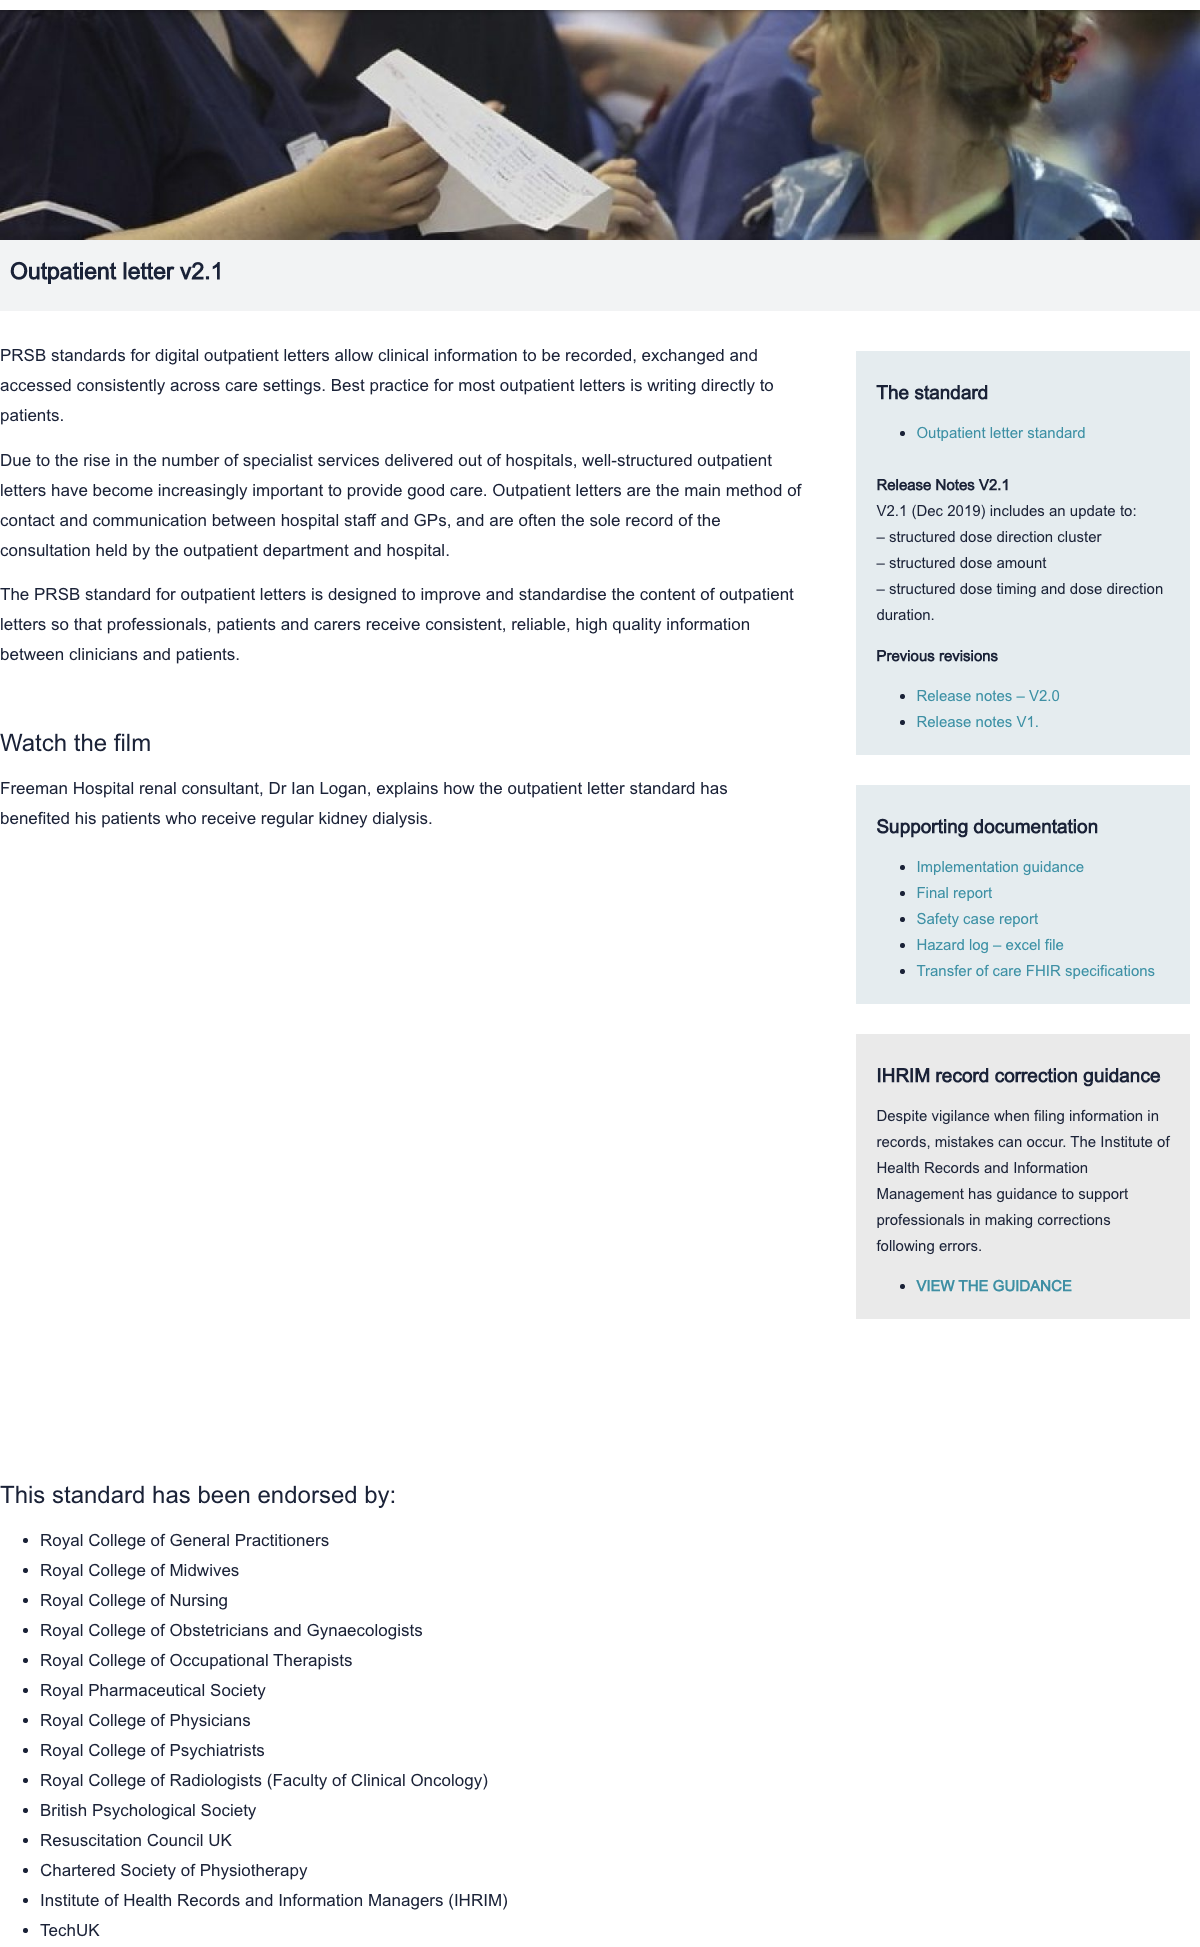 Outpatient letter v2.1
PRSB standards for digital outpatient letters allow clinical information to be recorded, exchanged and
accessed consistently across care settings. Best practice for most outpatient letters is writing directly to
patients.
Due to the rise in the number of specialist services delivered out of hospitals, well-structured outpatient
letters have become increasingly important to provide good care. Outpatient letters are the main method of
contact and communication between hospital staff and GPs, and are often the sole record of the
consultation held by the outpatient department and hospital.
The PRSB standard for outpatient letters is designed to improve and standardise the content of outpatient
letters so that professionals, patients and carers receive consistent, reliable, high quality information
between clinicians and patients.
Watch the film
Freeman Hospital renal consultant, Dr Ian Logan, explains how the outpatient letter standard has
benefited his patients who receive regular kidney dialysis.
The standard
• Outpatient letter standard
Release Notes V2.1
V2.1 (Dec 2019) includes an update to:
– structured dose direction cluster
– structured dose amount
– structured dose timing and dose direction
duration.
Previous revisions
• Release notes – V2.0
• Release notes V1.
Supporting documentation
• Implementation guidance
• Final report
• Safety case report
• Hazard log – excel file
• Transfer of care FHIR specifications
IHRIM record correction guidance
Despite vigilance when filing information in
records, mistakes can occur. The Institute of
Health Records and Information
Management has guidance to support
professionals in making corrections
following errors.
• VIEW THE GUIDANCE
This standard has been endorsed by:
• Royal College of General Practitioners
• Royal College of Midwives
• Royal College of Nursing
• Royal College of Obstetricians and Gynaecologists
• Royal College of Occupational Therapists
• Royal Pharmaceutical Society
• Royal College of Physicians
• Royal College of Psychiatrists
• Royal College of Radiologists (Faculty of Clinical Oncology)
• British Psychological Society
• Resuscitation Council UK
• Chartered Society of Physiotherapy
• Institute of Health Records and Information Managers (IHRIM)
• TechUK